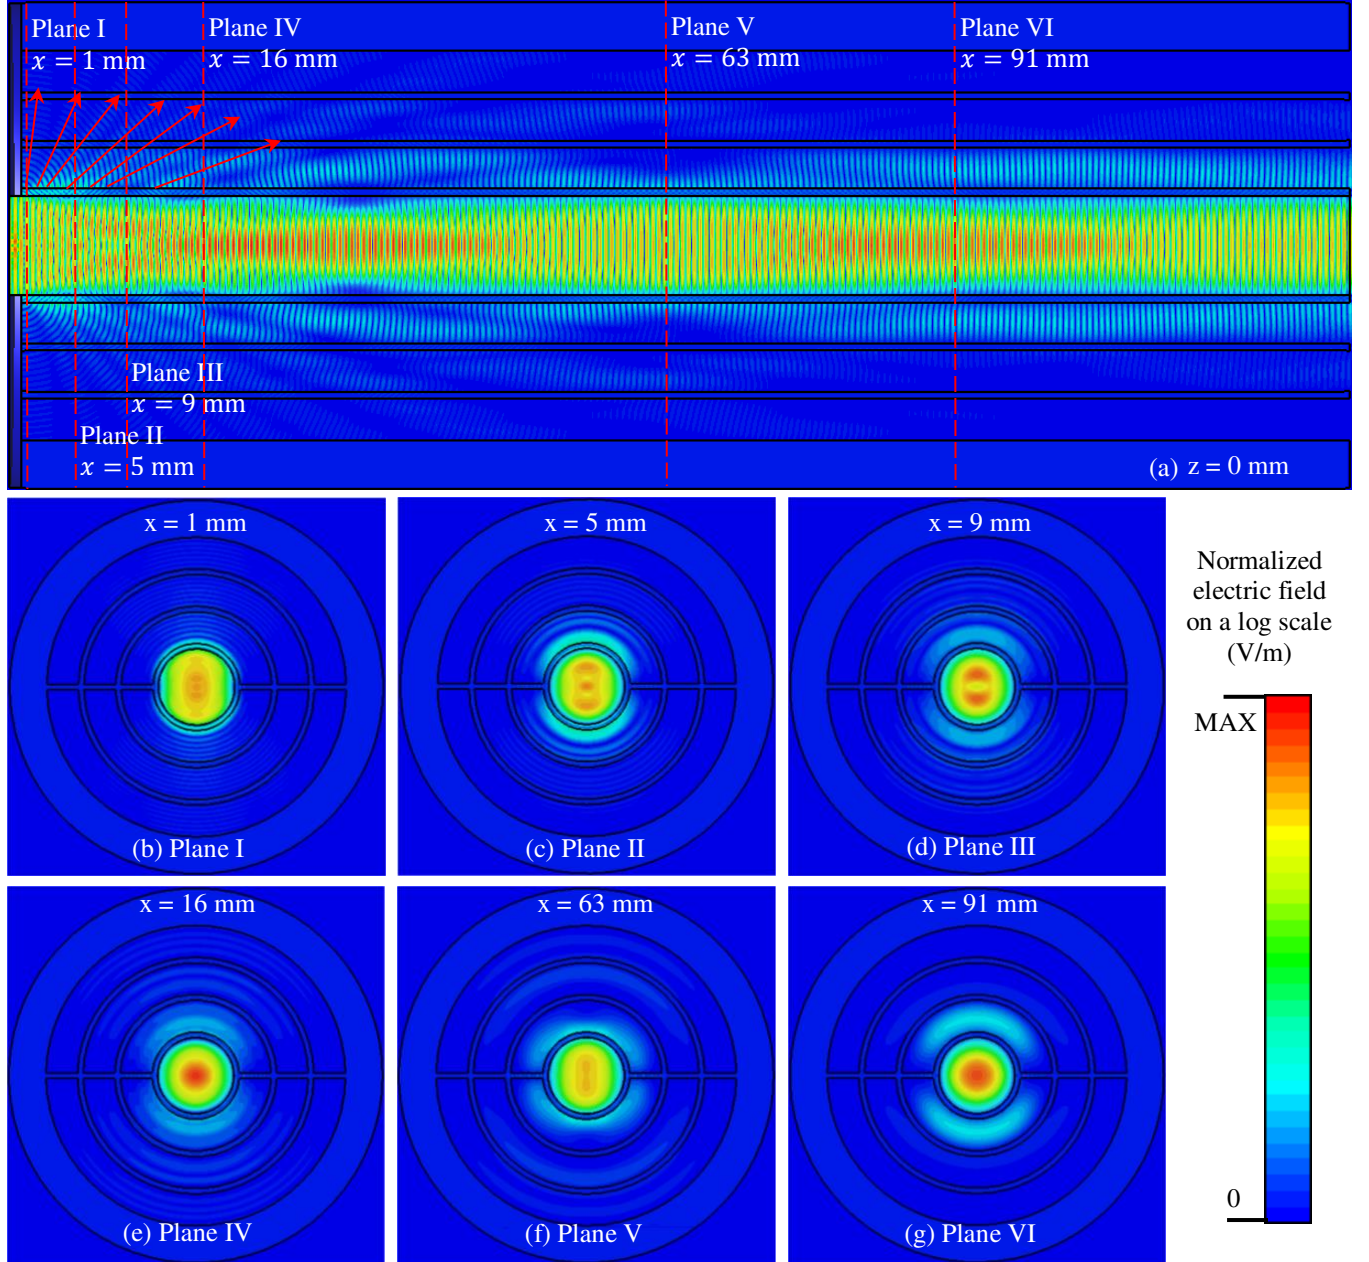 Plane I
x = 1 mm
Plane IV
x = 16 mm
Plane V
x = 63 mm
Plane VI
x = 91 mm
Plane III
x = 9 mm
Plane II
x = 5 mm
(a) z = 0 mm
x = 1 mm
(b) Plane I
x = 5 mm
(c) Plane II
x = 9 mm
(d) Plane III
x = 16 mm
(e) Plane IV
x = 63 mm
(f) Plane V
x = 91 mm
(g) Plane VI
Normalized
electric field
on a log scale
(V/m)
MAX
0